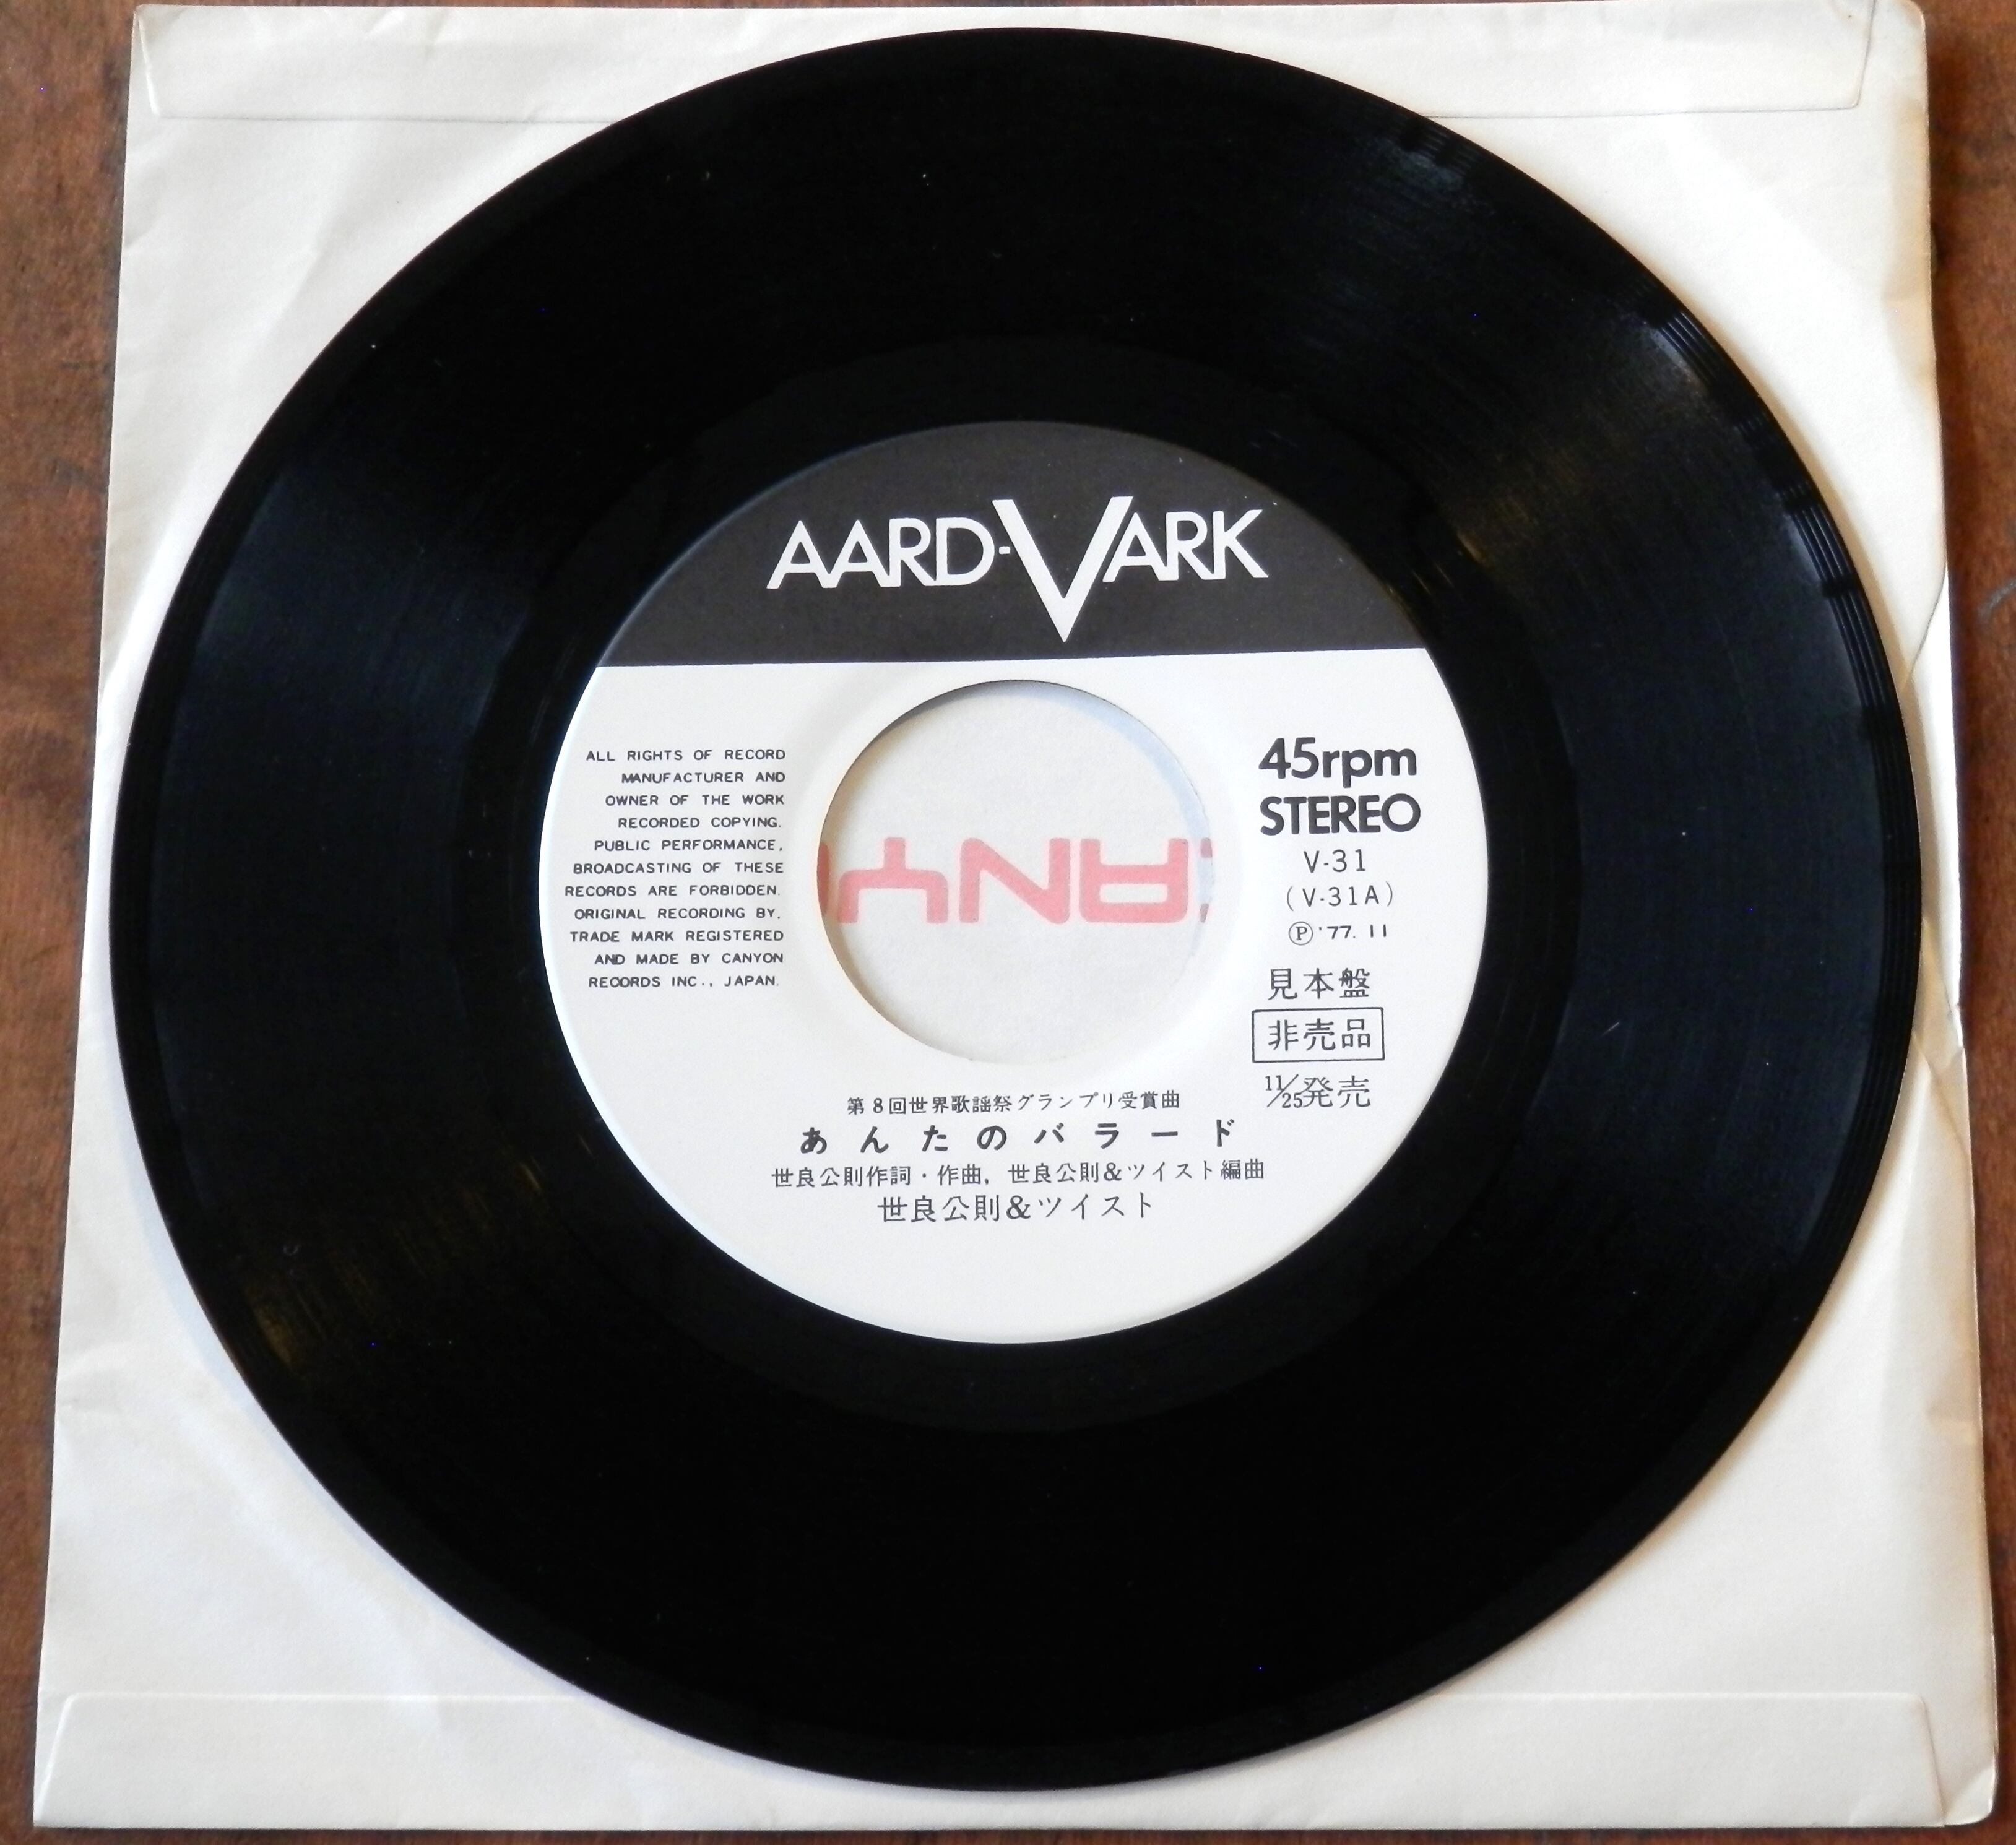 AARD-VARK
ALL RIGHTS OF RECORD
MANUFACTURER AND
OWNER OF THE WORK
RECORDED COPYING.
PUBLIC PERFORMANCE,
BROADCASTING OF THESE
RECORDS ARE FORBIDDEN.
ORIGINAL RECORDING BY,
TRADE MARK REGISTERED
AND MADE BY CANYON
RECORDS INC., JAPAN.
45rpm
STEREO
V-31
(V-31A)
Ⓟ'77. 11
見本盤
非売品
11/25発売
第8回世界歌謡祭グランプリ受賞曲
あんたのバラード
世良公則作詞・作曲, 世良公則&ツイスト編曲
世良公則&ツイスト